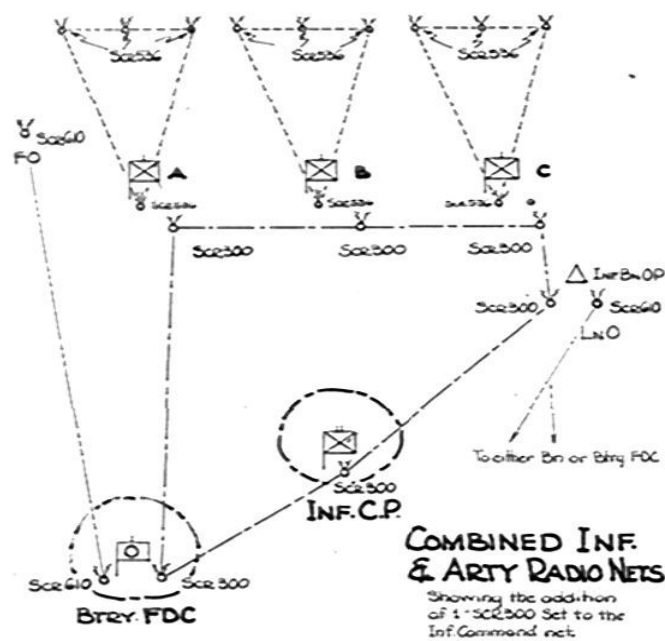 SCR536 SCR536 SCR536
SCR610
FO
A B C
SCR536 SCR536 SCR536
SCR300 SCR300 SCR300
INF BN OP
SCR300 SCR610
LNO
To either Bn or Btry FDC
SCR300
INF. C.P.
SCR610 SCR300
BTRY. FDC
COMBINED INF.
& ARTY RADIO NETS
Showing the addition
of 1-SCR300 Set to the
Inf. Command net